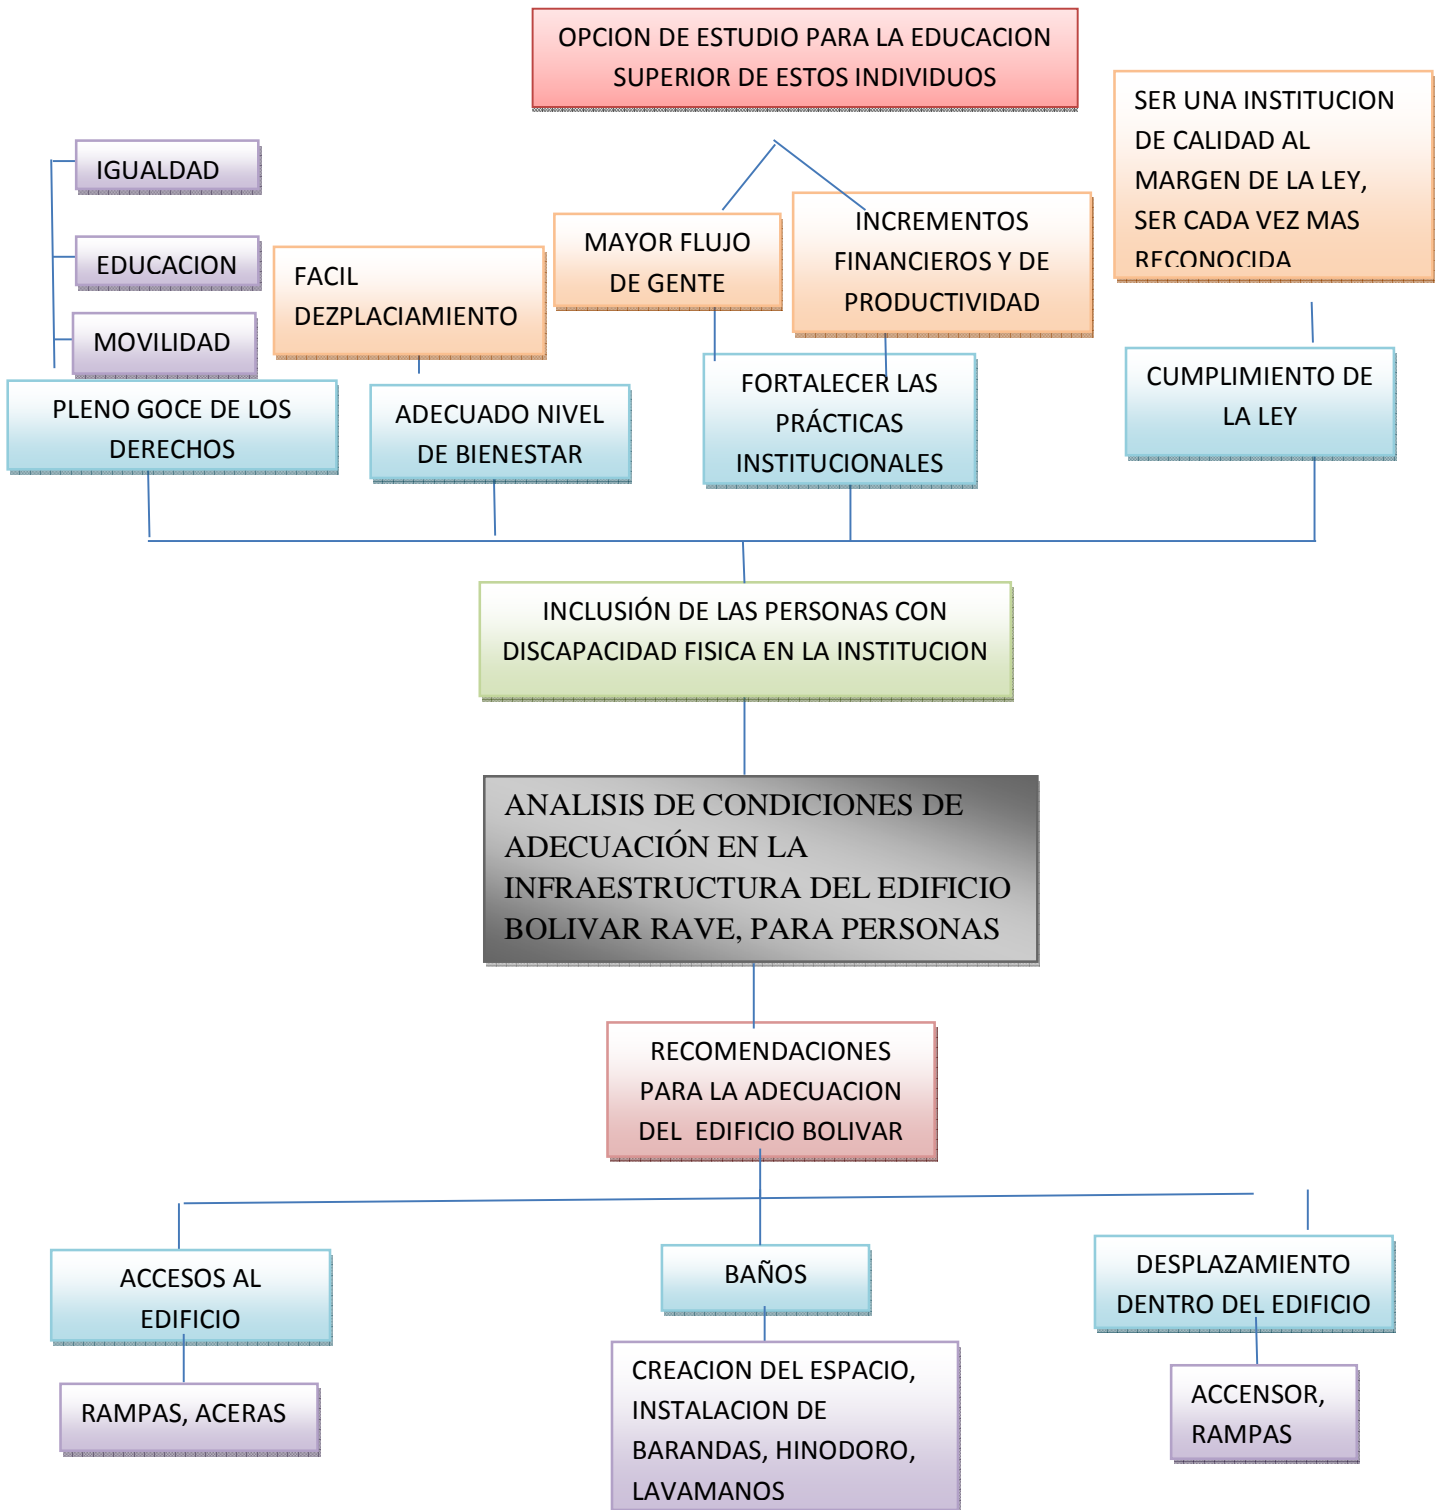 OPCION DE ESTUDIO PARA LA EDUCACION
SUPERIOR DE ESTOS INDIVIDUOS
SER UNA INSTITUCION
DE CALIDAD AL
MARGEN DE LA LEY,
SER CADA VEZ MAS
RECONOCIDA
IGUALDAD
EDUCACION
MOVILIDAD
FACIL
DEZPLACIAMIENTO
MAYOR FLUJO
DE GENTE
INCREMENTOS
FINANCIEROS Y DE
PRODUCTIVIDAD
PLENO GOCE DE LOS
DERECHOS
ADECUADO NIVEL
DE BIENESTAR
FORTALECER LAS
PRÁCTICAS
INSTITUCIONALES
CUMPLIMIENTO DE
LA LEY
INCLUSIÓN DE LAS PERSONAS CON
DISCAPACIDAD FISICA EN LA INSTITUCION
ANALISIS DE CONDICIONES DE
ADECUACIÓN EN LA
INFRAESTRUCTURA DEL EDIFICIO
BOLIVAR RAVE, PARA PERSONAS
RECOMENDACIONES
PARA LA ADECUACION
DEL  EDIFICIO BOLIVAR
ACCESOS AL
EDIFICIO
BAÑOS
DESPLAZAMIENTO
DENTRO DEL EDIFICIO
RAMPAS, ACERAS
CREACION DEL ESPACIO,
INSTALACION DE
BARANDAS, HINODORO,
LAVAMANOS
ACCENSOR,
RAMPAS